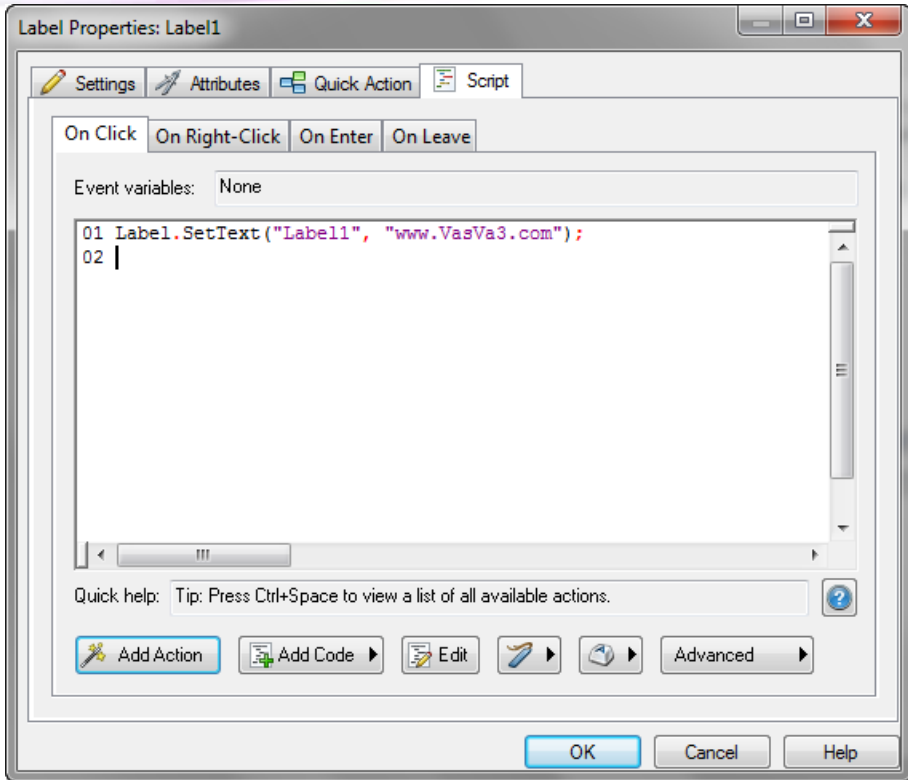 Label Properties: Label1
Settings Attributes Quick Action Script
On Click On Right-Click On Enter On Leave
Event variables: None
01 Label.SetText("Label1", "www.VasVa3.com");
02
Quick help: Tip: Press Ctrl+Space to view a list of all available actions.
Add Action Add Code Edit Advanced
OK Cancel Help